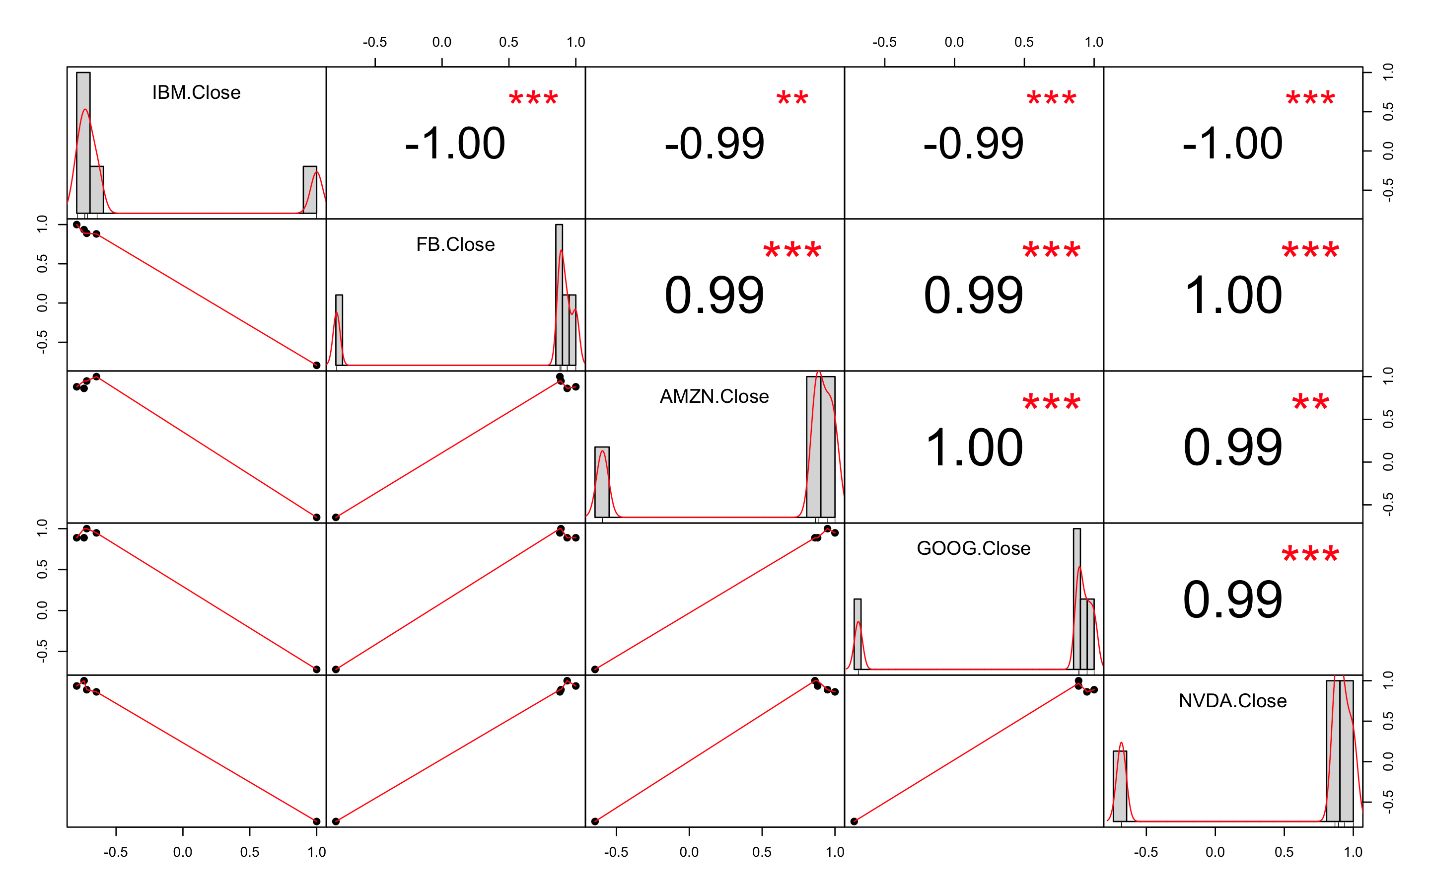 -0.5 0.0 0.5 1.0 -0.5 0.0 0.5 1.0
IBM.Close *** -1.00 ** -0.99 *** -0.99 *** -1.00 -0.5 0.0 0.5 1.0
-0.5 0.0 0.5 1.0 FB.Close *** 0.99 *** 0.99 *** 1.00
AMZN.Close *** 1.00 ** 0.99 -0.5 0.0 0.5 1.0
-0.5 0.0 0.5 1.0 GOOG.Close *** 0.99
NVDA.Close -0.5 0.0 0.5 1.0
-0.5 0.0 0.5 1.0 -0.5 0.0 0.5 1.0 -0.5 0.0 0.5 1.0